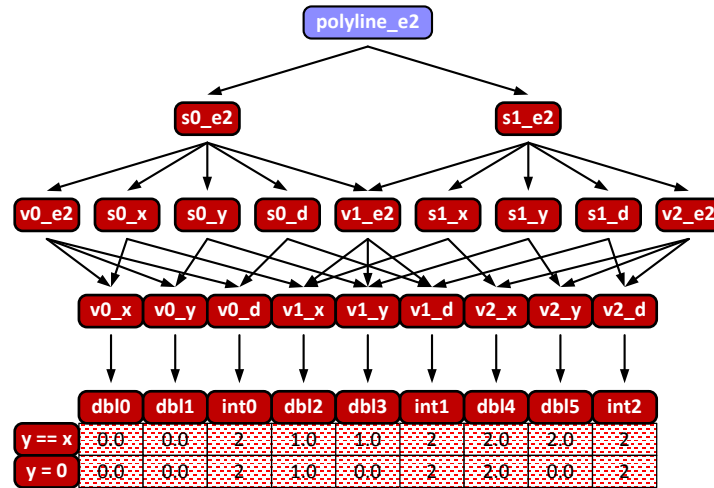 polyline_e2
s0_e2 s1_e2
v0_e2 s0_x s0_y s0_d v1_e2 s1_x s1_y s1_d v2_e2
v0_x v0_y v0_d v1_x v1_y v1_d v2_x v2_y v2_d
dbl0 dbl1 int0 dbl2 dbl3 int1 dbl4 dbl5 int2
y == x 0.0 0.0 2 1.0 1.0 2 2.0 2.0 2
y = 0 0.0 0.0 2 1.0 0.0 2 2.0 0.0 2